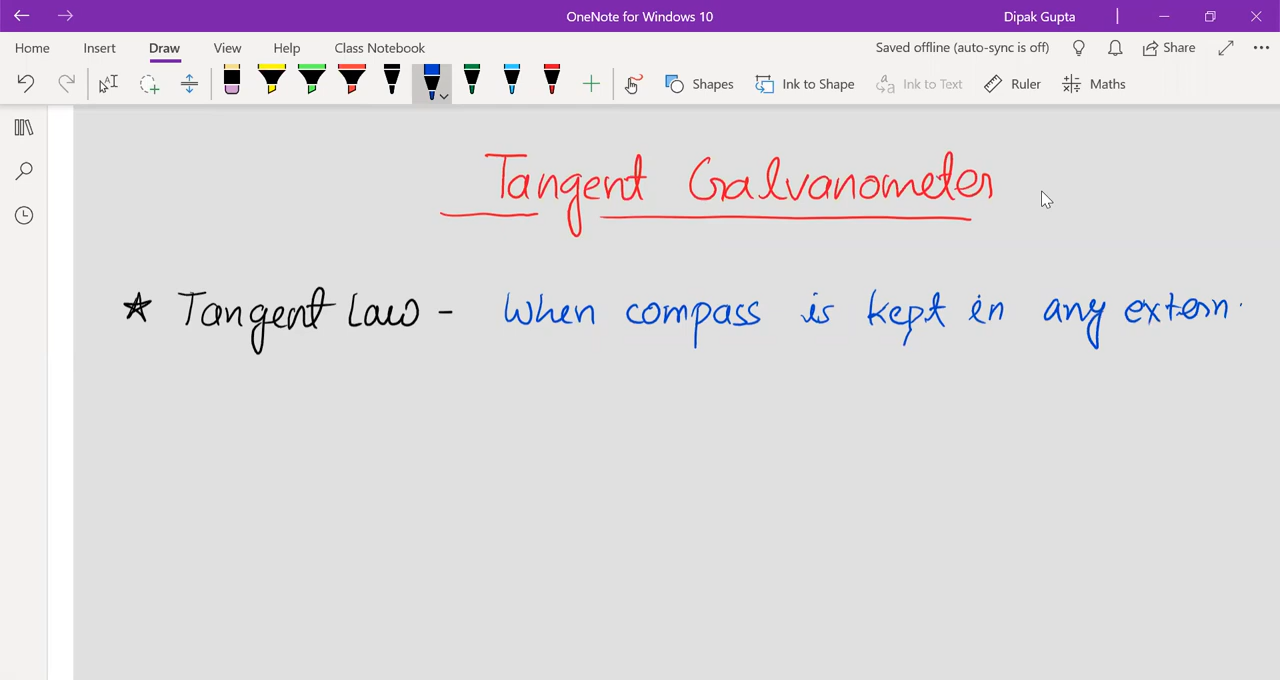 OneNote for Windows 10
Dipak Gupta
Home Insert Draw View Help Class Notebook
Saved offline (auto-sync is off) Share
Shapes Ink to Shape Ink to Text Ruler Maths
Tangent Galvanometer
★ Tangent Law - When compass is kept in any extern